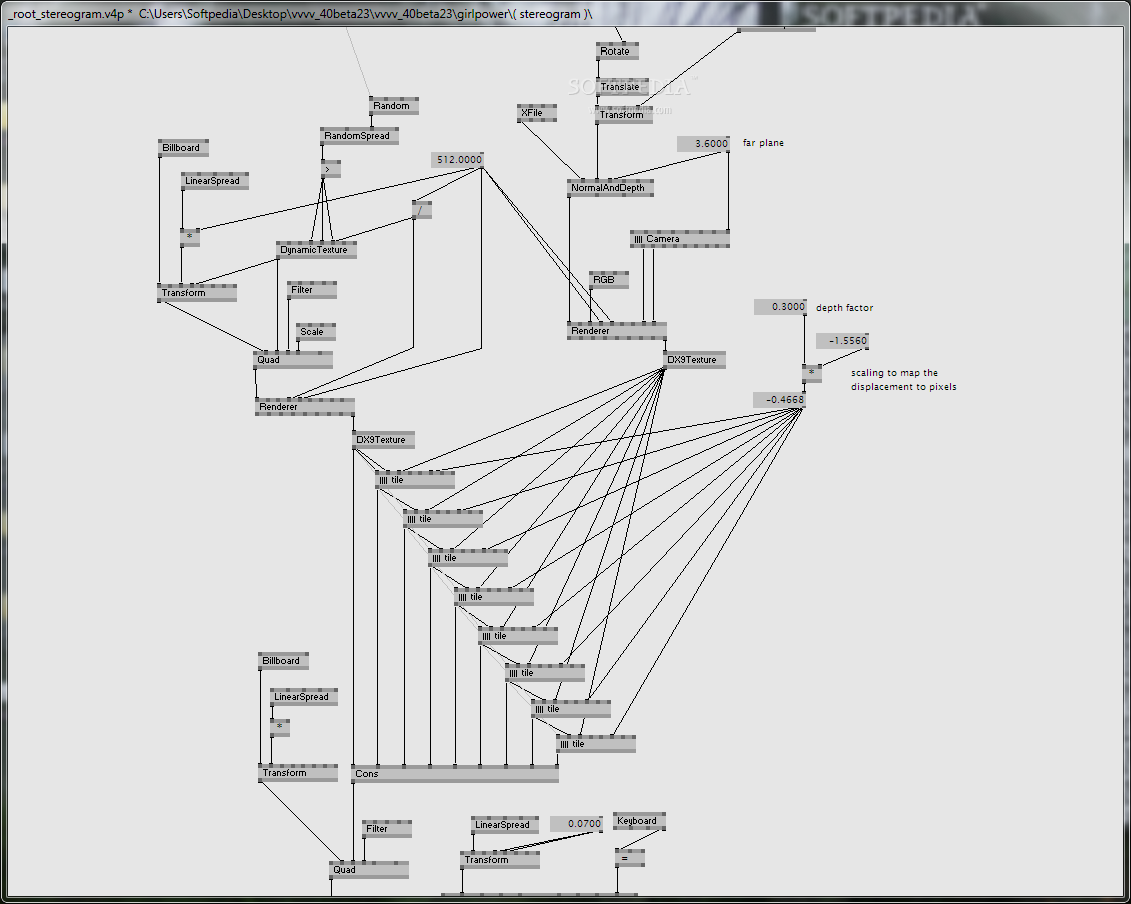 _root_stereogram.v4p * C:\Users\Softpedia\Desktop\vvvv_40beta23\vvvv_40beta23\girlpower\( stereogram )\
SOFTPEDIA
Rotate
SOFTPEDIA
Translate
Random
XFile
Transform
RandomSpread
Billboard
3.6000 far plane
512.0000
>
LinearSpread
NormalAndDepth
/
*
Camera
DynamicTexture
RGB
Transform
Filter
0.3000 depth factor
Scale
Renderer
-1.5560
Quad
DX9Texture
*
scaling to map the
displacement to pixels
-0.4668
Renderer
DX9Texture
tile
tile
tile
tile
tile
Billboard
tile
LinearSpread
tile
*
tile
Transform
Cons
Filter
LinearSpread
0.0700
Keyboard
Transform
=
Quad